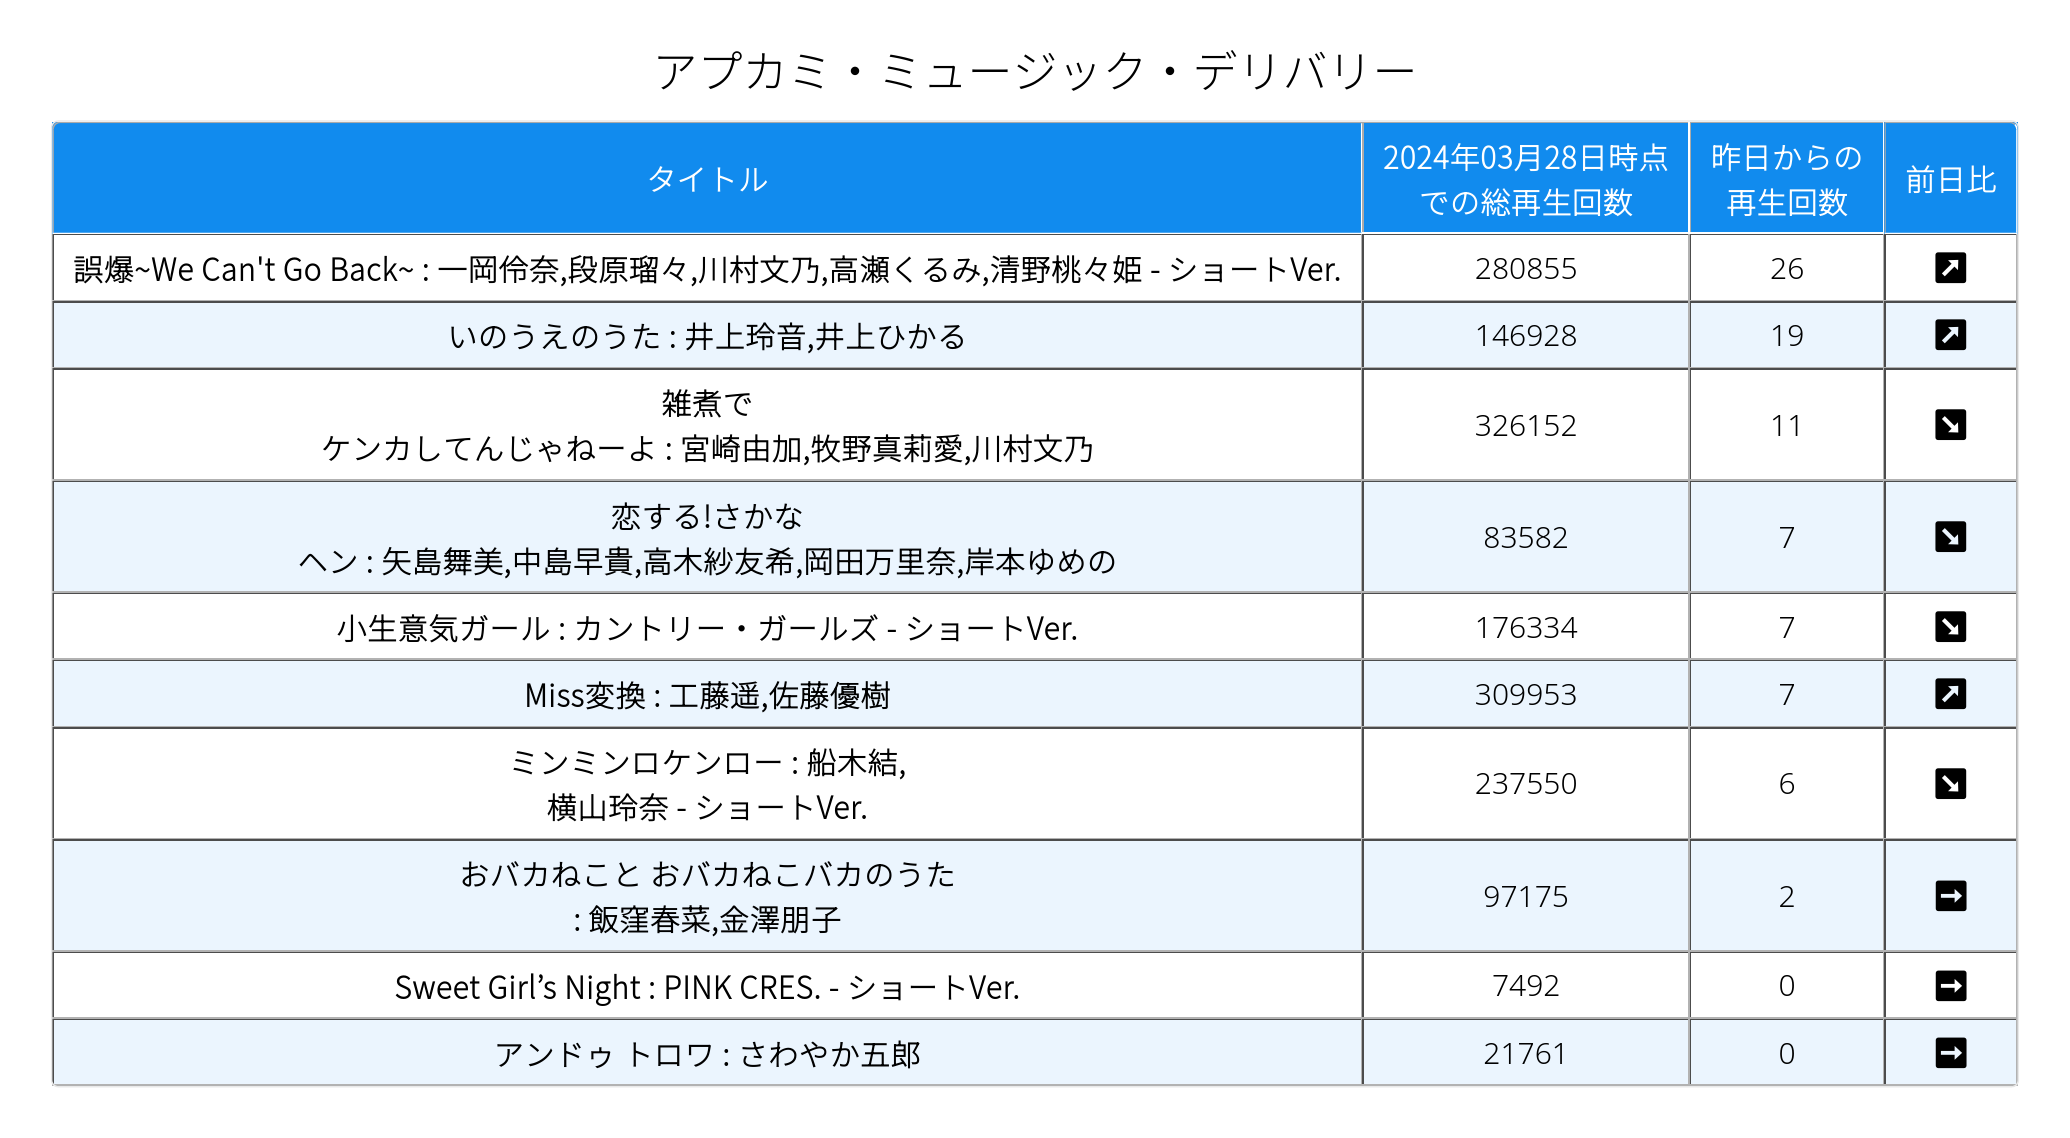 アプカミ・ミュージック・デリバリー
タイトル
2024年03月28日時点
での総再生回数
昨日からの
再生回数
前日比
誤爆~We Can't Go Back~ : 一岡伶奈,段原瑠々,川村文乃,高瀬くるみ,清野桃々姫 - ショートVer.
280855
26
↗
いのうえのうた : 井上玲音,井上ひかる
146928
19
↗
雑煮で
ケンカしてんじゃねーよ : 宮崎由加,牧野真莉愛,川村文乃
326152
11
↘
恋する!さかな
ヘン : 矢島舞美,中島早貴,高木紗友希,岡田万里奈,岸本ゆめの
83582
7
↘
小生意気ガール : カントリー・ガールズ - ショートVer.
176334
7
↘
Miss変換 : 工藤遥,佐藤優樹
309953
7
↗
ミンミンロケンロー : 船木結,
横山玲奈 - ショートVer.
237550
6
↘
おバカねこと おバカねこバカのうた
: 飯窪春菜,金澤朋子
97175
2
→
Sweet Girl’s Night : PINK CRES. - ショートVer.
7492
0
→
アンドゥ トロワ : さわやか五郎
21761
0
→